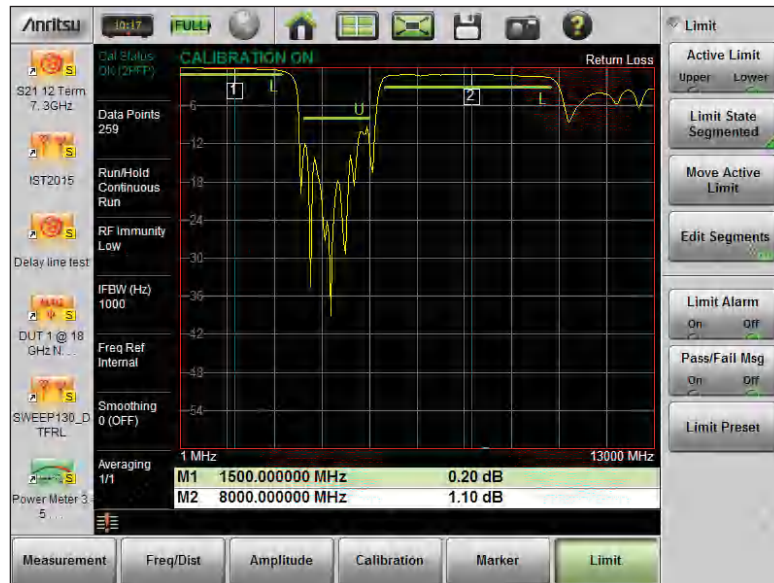 Anritsu
10:17
FULL
?
Limit
S21 12 Term
7. 3GHz
IST2015
Delay line test
DUT 1 @ 18
GHz N. ...
SWEEP130_D
TFRL
Power Meter 3
5 ...
Cal Status
OK (2PFP)
Data Points
259
Run/Hold
Continuous
Run
RF Immunity
Low
IFBW (Hz)
1000
Freq Ref
Internal
Smoothing
0 (OFF)
Averaging
1/1
CALIBRATION ON
Return Loss
1
L
U
2
L
-6
-12
-18
-24
-30
-36
-42
-48
-54
1 MHz
13000 MHz
M1 1500.000000 MHz 0.20 dB
M2 8000.000000 MHz 1.10 dB
Active Limit
Upper Lower
Limit State
Segmented
Move Active
Limit
Edit Segments
Limit Alarm
On Off
Pass/Fail Msg
On Off
Limit Preset
Measurement
Freq/Dist
Amplitude
Calibration
Marker
Limit